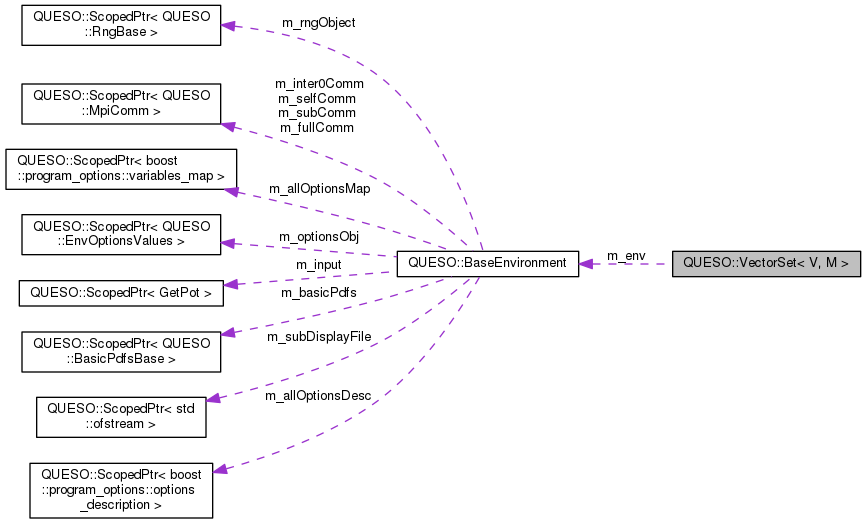 QUESO::ScopedPtr< QUESO
::RngBase >
m_rngObject
QUESO::ScopedPtr< QUESO
::MpiComm >
m_inter0Comm
m_selfComm
m_subComm
m_fullComm
QUESO::ScopedPtr< boost
::program_options::variables_map >
m_allOptionsMap
QUESO::ScopedPtr< QUESO
::EnvOptionsValues >
m_optionsObj
QUESO::BaseEnvironment
m_env
QUESO::VectorSet< V, M >
m_input
QUESO::ScopedPtr< GetPot >
m_basicPdfs
QUESO::ScopedPtr< QUESO
::BasicPdfsBase >
m_subDisplayFile
QUESO::ScopedPtr< std
::ofstream >
m_allOptionsDesc
QUESO::ScopedPtr< boost
::program_options::options
_description >